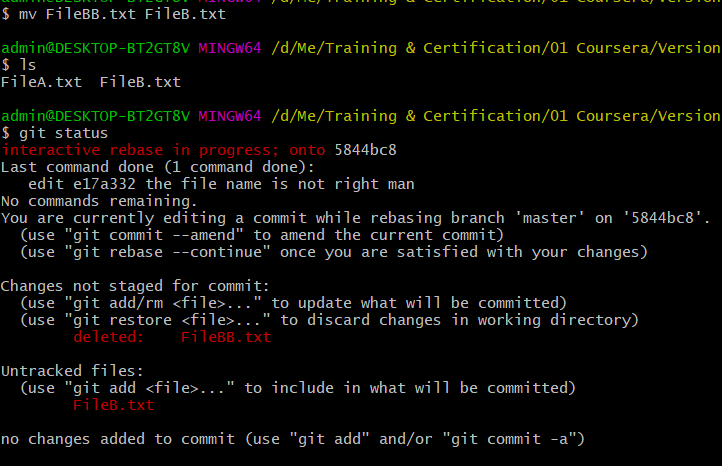 $ mv FileBB.txt FileB.txt
admin@DESKTOP-BT2GT8V MINGW64 /d/Me/Training & Certification/01 Coursera/Version
$ ls
FileA.txt  FileB.txt
admin@DESKTOP-BT2GT8V MINGW64 /d/Me/Training & Certification/01 Coursera/Version
$ git status
interactive rebase in progress; onto 5844bc8
Last command done (1 command done):
   edit e17a332 the file name is not right man
No commands remaining.
You are currently editing a commit while rebasing branch 'master' on '5844bc8'.
  (use "git commit --amend" to amend the current commit)
  (use "git rebase --continue" once you are satisfied with your changes)
Changes not staged for commit:
  (use "git add/rm <file>..." to update what will be committed)
  (use "git restore <file>..." to discard changes in working directory)
        deleted:    FileBB.txt
Untracked files:
  (use "git add <file>..." to include in what will be committed)
        FileB.txt
no changes added to commit (use "git add" and/or "git commit -a")